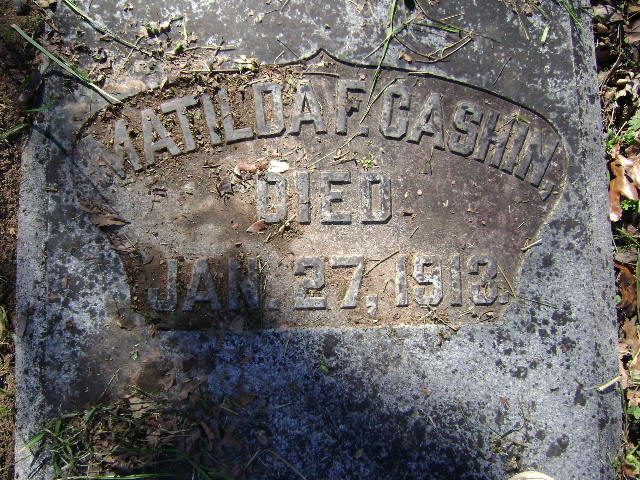 MATILDA F. CASHIN,
DIED
JAN. 27, 1913.